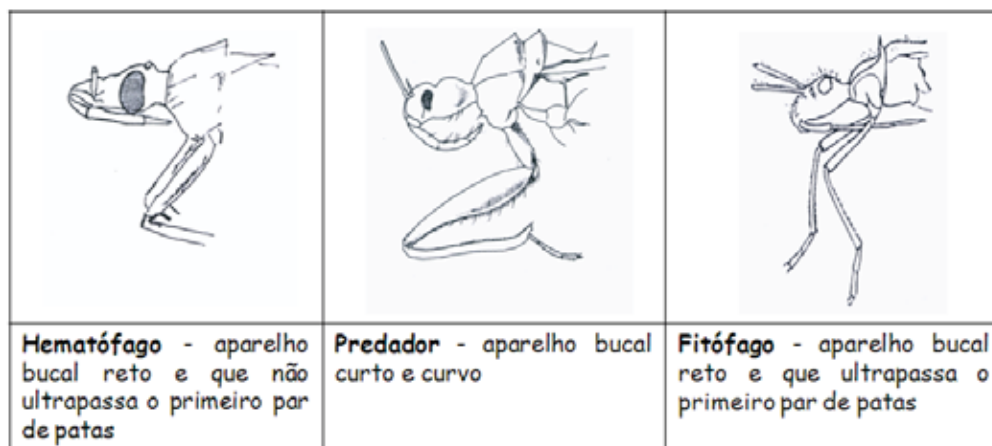 Hematófago - aparelho
bucal reto e que não
ultrapassa o primeiro par
de patas
Predador - aparelho bucal
curto e curvo
Fitófago - aparelho bucal
reto e que ultrapassa o
primeiro par de patas